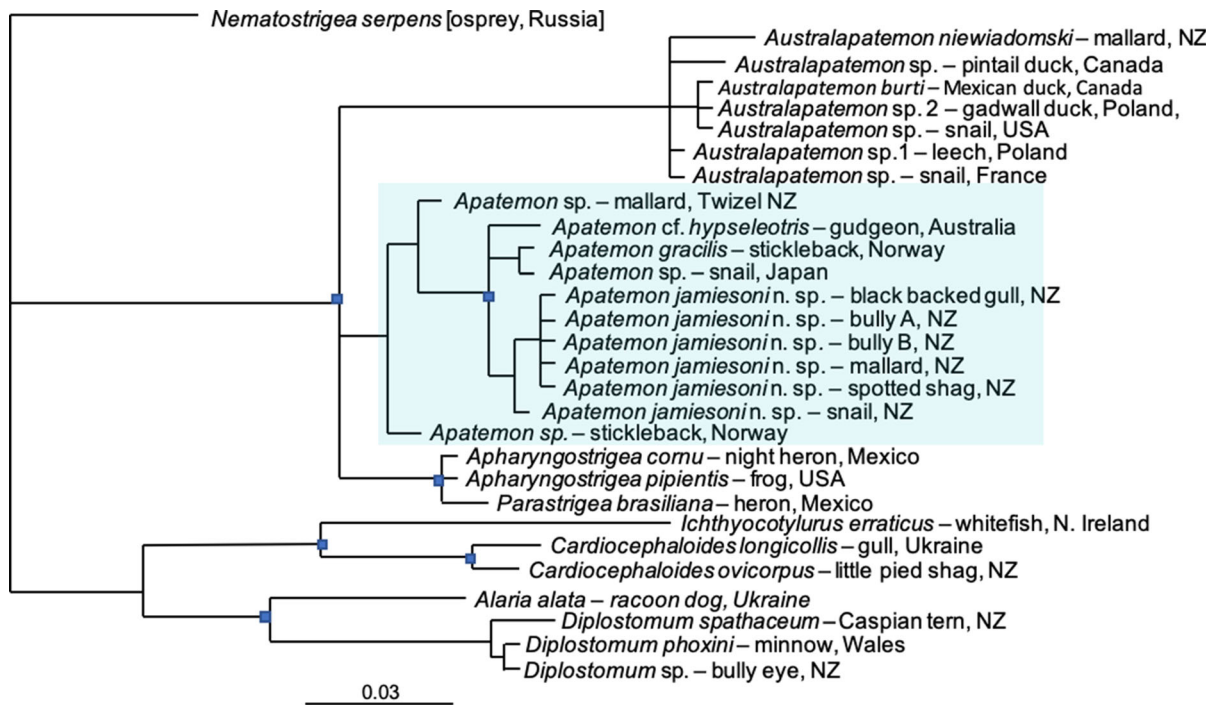 Nematostrigea serpens [osprey, Russia]
Australapatemon niewiadomski – mallard, NZ
Australapatemon sp. – pintail duck, Canada
Australapatemon burti – Mexican duck, Canada
Australapatemon sp. 2 – gadwall duck, Poland,
Australapatemon sp. – snail, USA
Australapatemon sp.1 – leech, Poland
Australapatemon sp. – snail, France
Apatemon sp. – mallard, Twizel NZ
Apatemon cf. hypseleotris – gudgeon, Australia
Apatemon gracilis – stickleback, Norway
Apatemon sp. – snail, Japan
Apatemon jamiesoni n. sp. – black backed gull, NZ
Apatemon jamiesoni n. sp. – bully A, NZ
Apatemon jamiesoni n. sp. – bully B, NZ
Apatemon jamiesoni n. sp. – mallard, NZ
Apatemon jamiesoni n. sp. – spotted shag, NZ
Apatemon jamiesoni n. sp. – snail, NZ
Apatemon sp. – stickleback, Norway
Apharyngostrigea cornu – night heron, Mexico
Apharyngostrigea pipientis – frog, USA
Parastrigea brasiliana – heron, Mexico
Ichthyocotylurus erraticus – whitefish, N. Ireland
Cardiocephaloides longicollis – gull, Ukraine
Cardiocephaloides ovicorpus – little pied shag, NZ
Alaria alata – racoon dog, Ukraine
Diplostomum spathaceum – Caspian tern, NZ
Diplostomum phoxini – minnow, Wales
Diplostomum sp. – bully eye, NZ
0.03